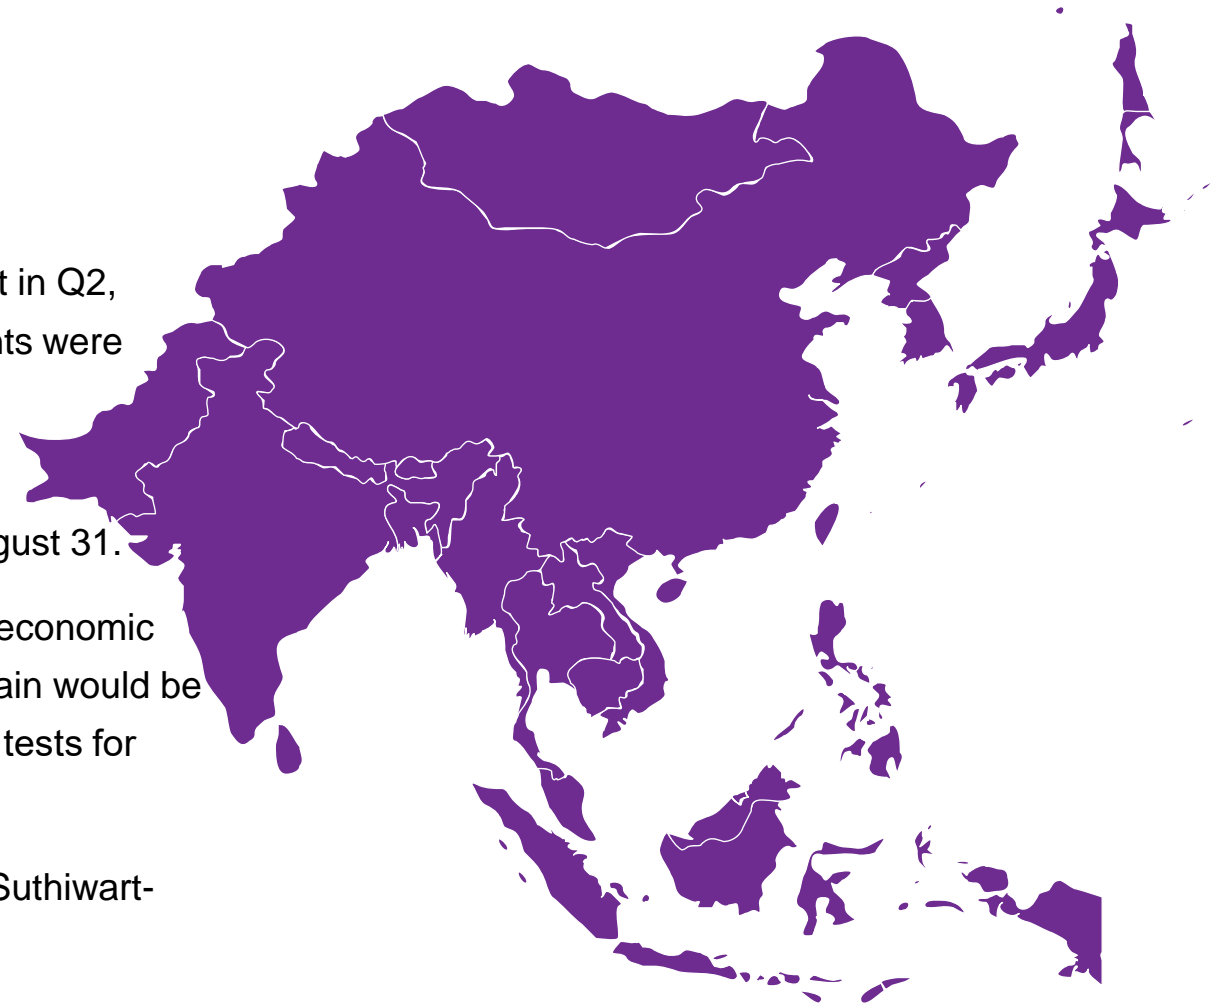 t in Q2,
nts were
gust 31.
economic
ain would be
tests for
Suthiwart-